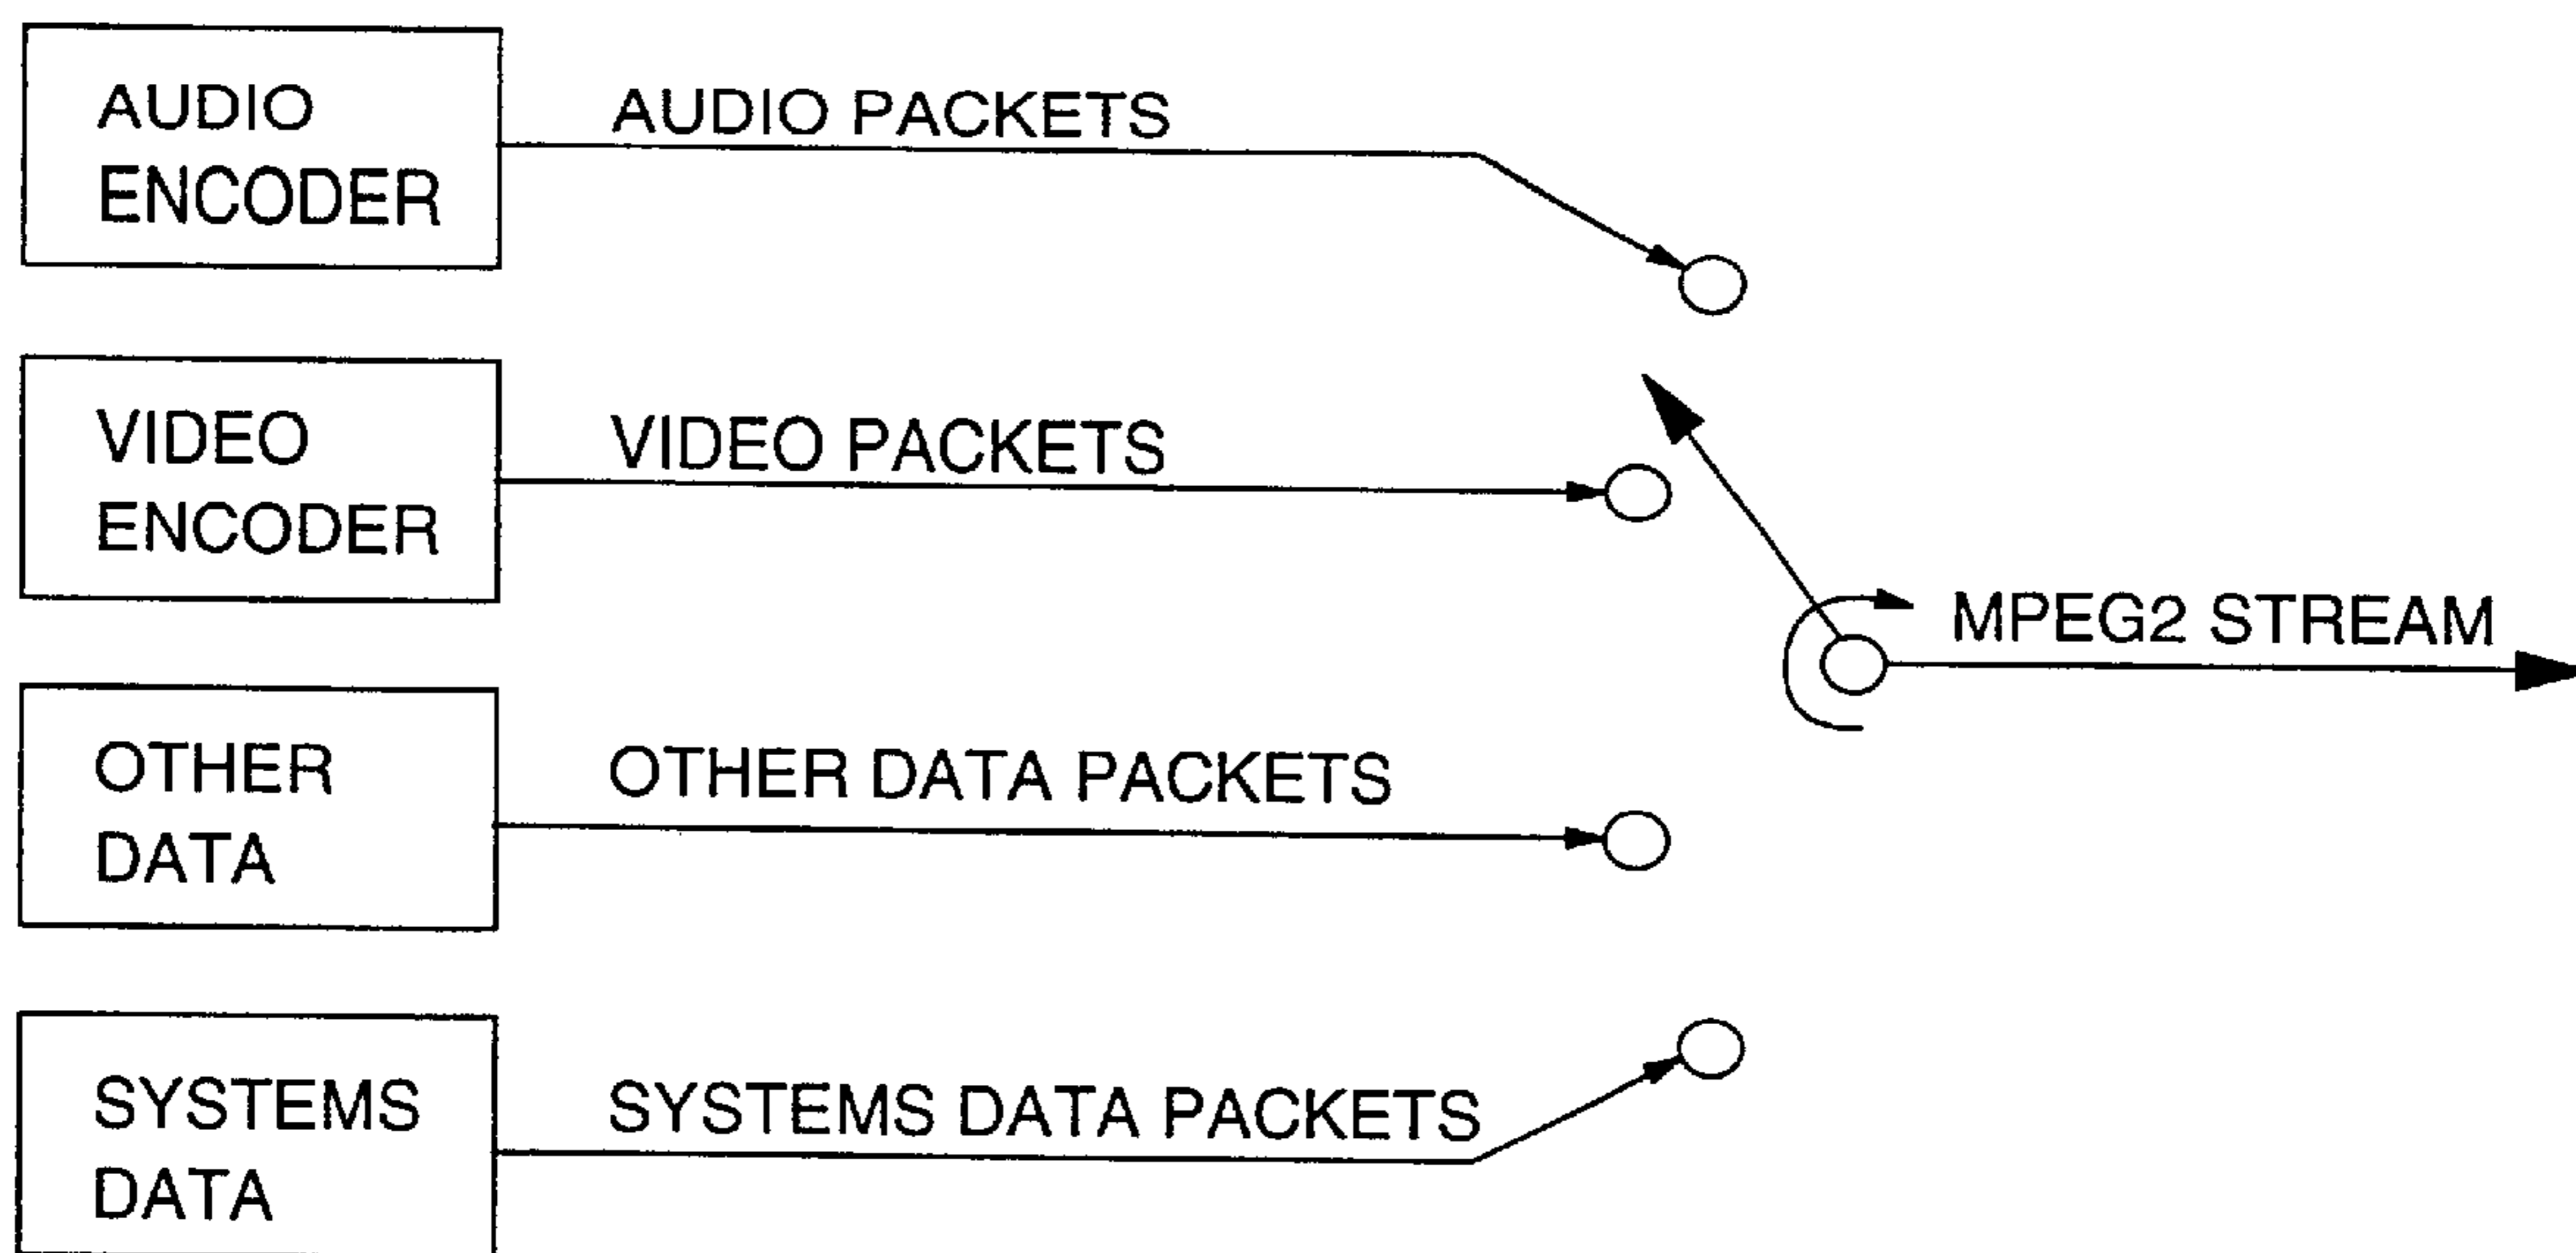 AUDIO
ENCODER
AUDIO PACKETS
VIDEO
ENCODER
VIDEO PACKETS
MPEG2 STREAM
OTHER
DATA
OTHER DATA PACKETS
SYSTEMS
DATA
SYSTEMS DATA PACKETS